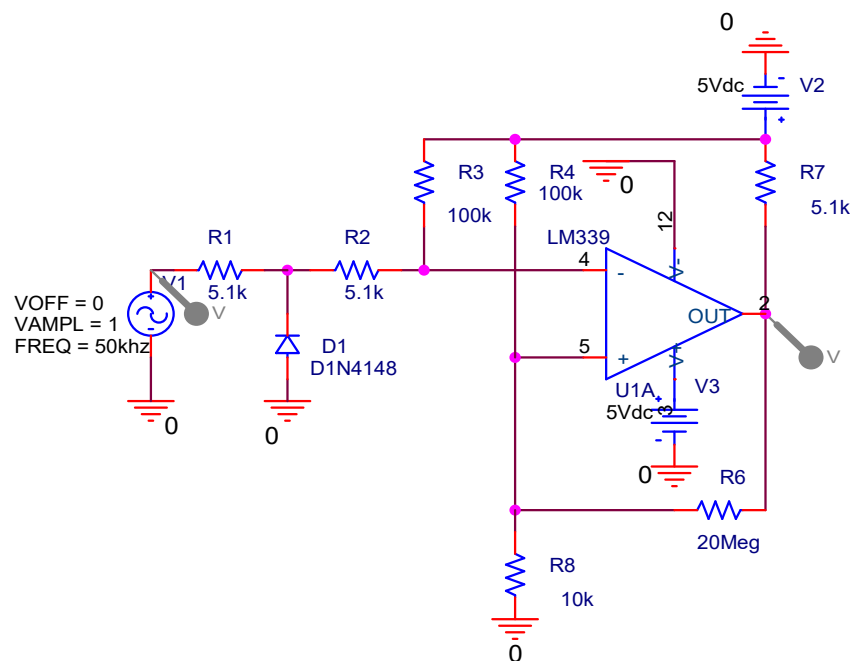 0
5Vdc
-
V2
+
R3
100k
R4
100k
0
R7
5.1k
12
LM339
R1
5.1k
R2
5.1k
V1
+
-
V
VOFF = 0
VAMPL = 1
FREQ = 50khz
4
-
V-
OUT
2
V
5
+
V+
D1
D1N4148
U1A
V3
5Vdc
+
3
-
0
0
0
R6
20Meg
R8
10k
0